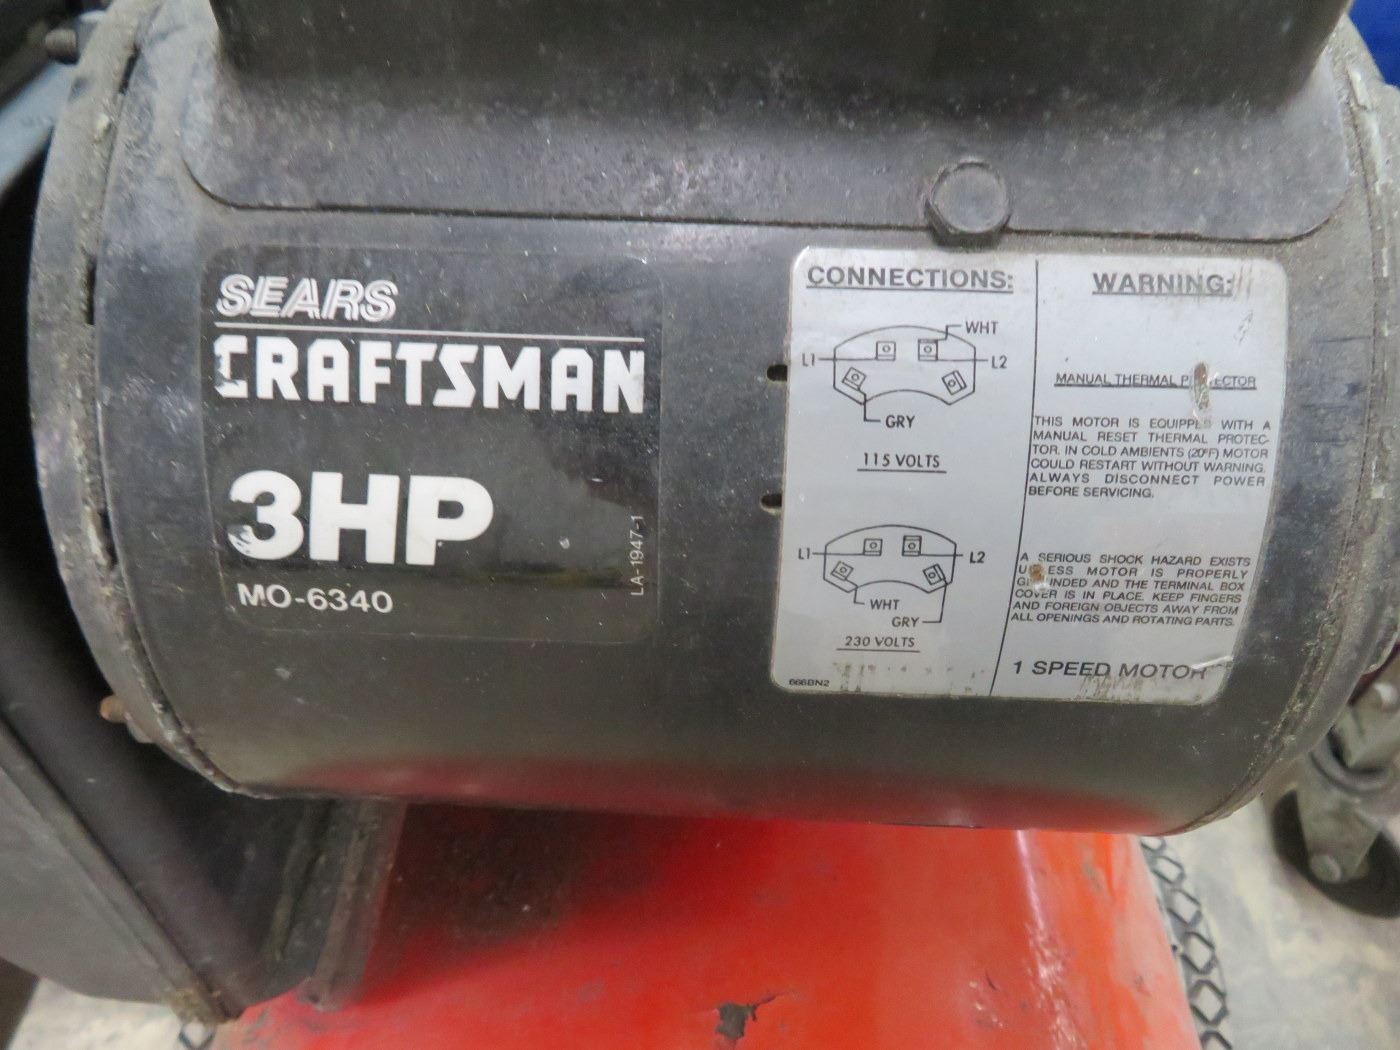 SEARS
CRAFTSMAN
3HP
MO-6340
LA-1947-1
CONNECTIONS:
WHT
L1
L2
GRY
115 VOLTS
L1
L2
WHT
GRY
230 VOLTS
666BN2
WARNING:
MANUAL THERMAL P ECTOR
THIS MOTOR IS EQUIPPE WITH A
MANUAL RESET THERMAL PROTEC-
TOR. IN COLD AMBIENTS (20°F) MOTOR
COULD RESTART WITHOUT WARNING.
ALWAYS DISCONNECT POWER
BEFORE SERVICING.
A SERIOUS SHOCK HAZARD EXISTS
U ESS MOTOR IS PROPERLY
G UNDED AND THE TERMINAL BOX
COVER IS IN PLACE. KEEP FINGERS
AND FOREIGN OBJECTS AWAY FROM
ALL OPENINGS AND ROTATING PARTS.
1 SPEED MOTOR